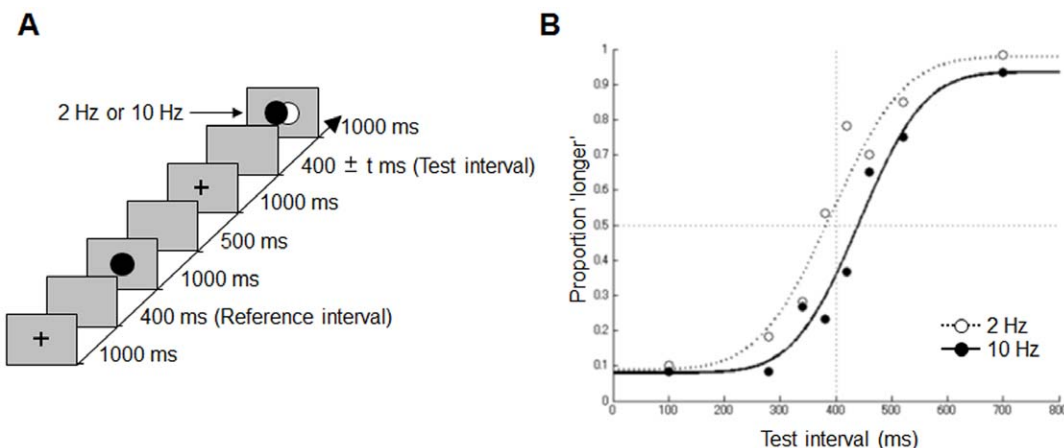 A
2 Hz or 10 Hz
1000 ms
400 ± t ms (Test interval)
1000 ms
500 ms
1000 ms
400 ms (Reference interval)
1000 ms
B
Proportion 'longer'
1
0.9
0.8
0.7
0.6
0.5
0.4
0.3
0.2
0.1
0
0 100 200 300 400 500 600 700 800
Test interval (ms)
2 Hz
10 Hz